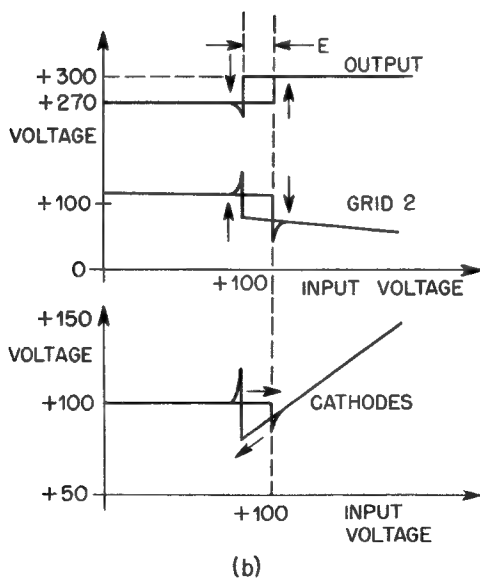 E
OUTPUT
+300
+270
VOLTAGE
+100
GRID 2
0
+100
INPUT VOLTAGE
+150
VOLTAGE
+100
CATHODES
+50
+100
INPUT
VOLTAGE
(b)